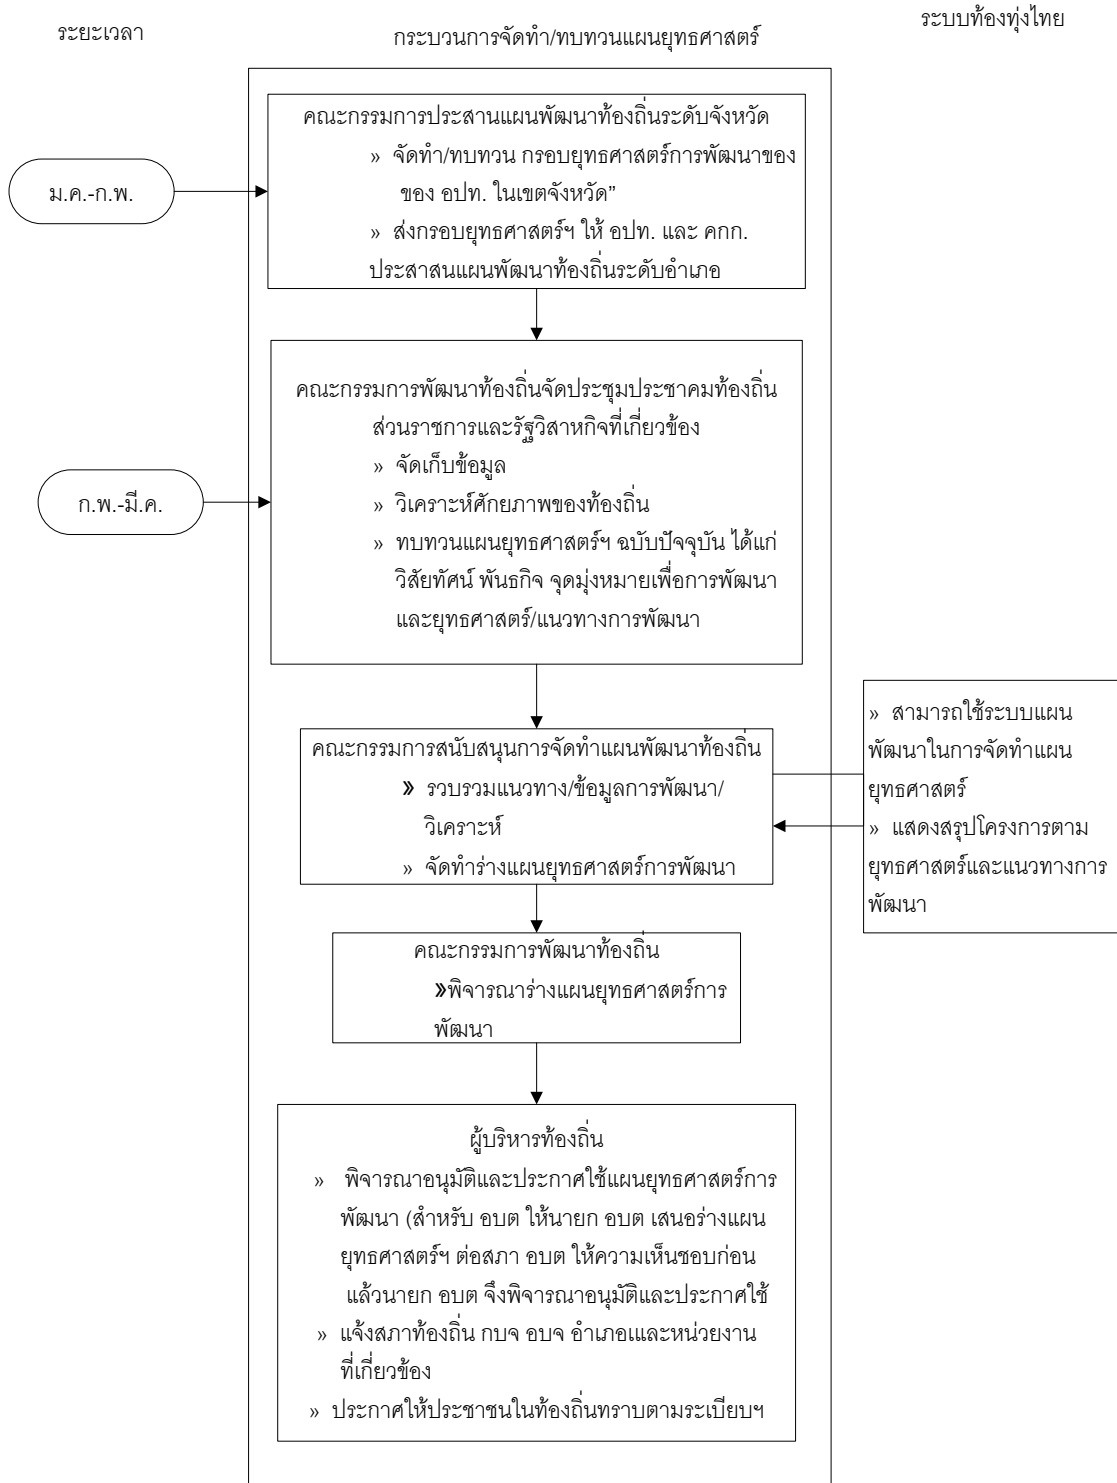 ระยะเวลา
กระบวนการจัดทำ/ทบทวนแผนยุทธศาสตร์
ระบบท้องทุ่งไทย
คณะกรรมการประสานแผนพัฒนาท้องถิ่นระดับจังหวัด
» จัดทำ/ทบทวน กรอบยุทธศาสตร์การพัฒนาของ
ของ อปท. ในเขตจังหวัด”
» ส่งกรอบยุทธศาสตร์ฯ ให้ อปท. และ คกก.
ประสาสนแผนพัฒนาท้องถิ่นระดับอำเภอ
ม.ค.-ก.พ.
คณะกรรมการพัฒนาท้องถิ่นจัดประชุมประชาคมท้องถิ่น
ส่วนราชการและรัฐวิสาหกิจที่เกี่ยวข้อง
» จัดเก็บข้อมูล
» วิเคราะห์ศักยภาพของท้องถิ่น
» ทบทวนแผนยุทธศาสตร์ฯ ฉบับปัจจุบัน ได้แก่
วิสัยทัศน์ พันธกิจ จุดมุ่งหมายเพื่อการพัฒนา
และยุทธศาสตร์/แนวทางการพัฒนา
ก.พ.-มี.ค.
คณะกรรมการสนับสนุนการจัดทำแผนพัฒนาท้องถิ่น
» รวบรวมแนวทาง/ข้อมูลการพัฒนา/
วิเคราะห์
» จัดทำร่างแผนยุทธศาสตร์การพัฒนา
» สามารถใช้ระบบแผน
พัฒนาในการจัดทำแผน
ยุทธศาสตร์
» แสดงสรุปโครงการตาม
ยุทธศาสตร์และแนวทางการ
พัฒนา
คณะกรรมการพัฒนาท้องถิ่น
»พิจารณาร่างแผนยุทธศาสตร์การ
พัฒนา
ผู้บริหารท้องถิ่น
» พิจารณาอนุมัติและประกาศใช้แผนยุทธศาสตร์การ
พัฒนา (สำหรับ อบต ให้นายก อบต เสนอร่างแผน
ยุทธศาสตร์ฯ ต่อสภา อบต ให้ความเห็นชอบก่อน
แล้วนายก อบต จึงพิจารณาอนุมัติและประกาศใช้
» แจ้งสภาท้องถิ่น กบจ อบจ อำเภอและหน่วยงาน
ที่เกี่ยวข้อง
» ประกาศให้ประชาชนในท้องถิ่นทราบตามระเบียบฯ